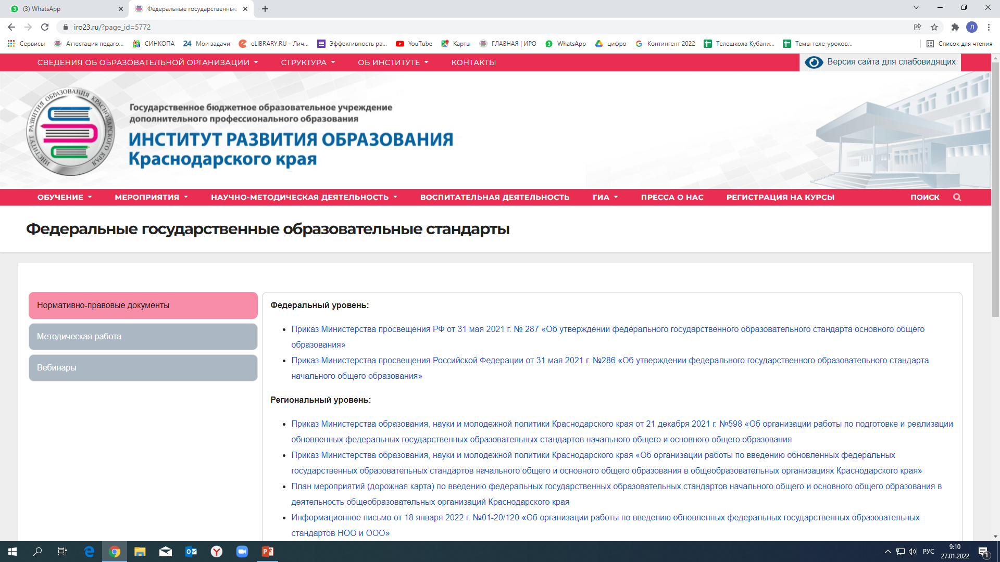 (3) WhatsApp
Федеральные государственные
iro23.ru/?page_id=5772
Л
Сервисы
Аттестация педаго...
СИНКОПА
24 Мои задачи
eLIBRARY.RU - Лич...
Эффективность ра...
YouTube
Карты
ГЛАВНАЯ | ИРО
WhatsApp
цифро
Контингент 2022
Телешкола Кубани...
Темы теле-уроков...
Список для чтения
СВЕДЕНИЯ ОБ ОБРАЗОВАТЕЛЬНОЙ ОРГАНИЗАЦИИ
СТРУКТУРА
ОБ ИНСТИТУТЕ
КОНТАКТЫ
Версия сайта для слабовидящих
ИНСТИТУТ РАЗВИТИЯ ОБРАЗОВАНИЯ КРАСНОДАРСКОГО КРАЯ
Государственное бюджетное образовательное учреждение
дополнительного профессионального образования
ИНСТИТУТ РАЗВИТИЯ ОБРАЗОВАНИЯ
Краснодарского края
ОБУЧЕНИЕ
МЕРОПРИЯТИЯ
НАУЧНО-МЕТОДИЧЕСКАЯ ДЕЯТЕЛЬНОСТЬ
ВОСПИТАТЕЛЬНАЯ ДЕЯТЕЛЬНОСТЬ
ГИА
ПРЕССА О НАС
РЕГИСТРАЦИЯ НА КУРСЫ
ПОИСК
Федеральные государственные образовательные стандарты
Нормативно-правовые документы
Методическая работа
Вебинары
Федеральный уровень:
Приказ Министерства просвещения РФ от 31 мая 2021 г. № 287 «Об утверждении федерального государственного образовательного стандарта основного общего
образования»
Приказ Министерства просвещения Российской Федерации от 31 мая 2021 г. №286 «Об утверждении федерального государственного образовательного стандарта
начального общего образования»
Региональный уровень:
Приказ Министерства образования, науки и молодежной политики Краснодарского края от 21 декабря 2021 г. №598 «Об организации работы по подготовке и реализации
обновленных федеральных государственных образовательных стандартов начального общего и основного общего образования
Приказ Министерства образования, науки и молодежной политики Краснодарского края «Об организации работы по введению обновленных федеральных
государственных образовательных стандартов начального общего и основного общего образования в общеобразовательных организациях Краснодарского края»
План мероприятий (дорожная карта) по введению федеральных государственных образовательных стандартов начального общего и основного общего образования в
деятельность общеобразовательных организаций Краснодарского края
Информационное письмо от 18 января 2022 г. №01-20/120 «Об организации работы по введению обновленных федеральных государственных образовательных
стандартов НОО и ООО»
РУС
9:10
27.01.2022
1